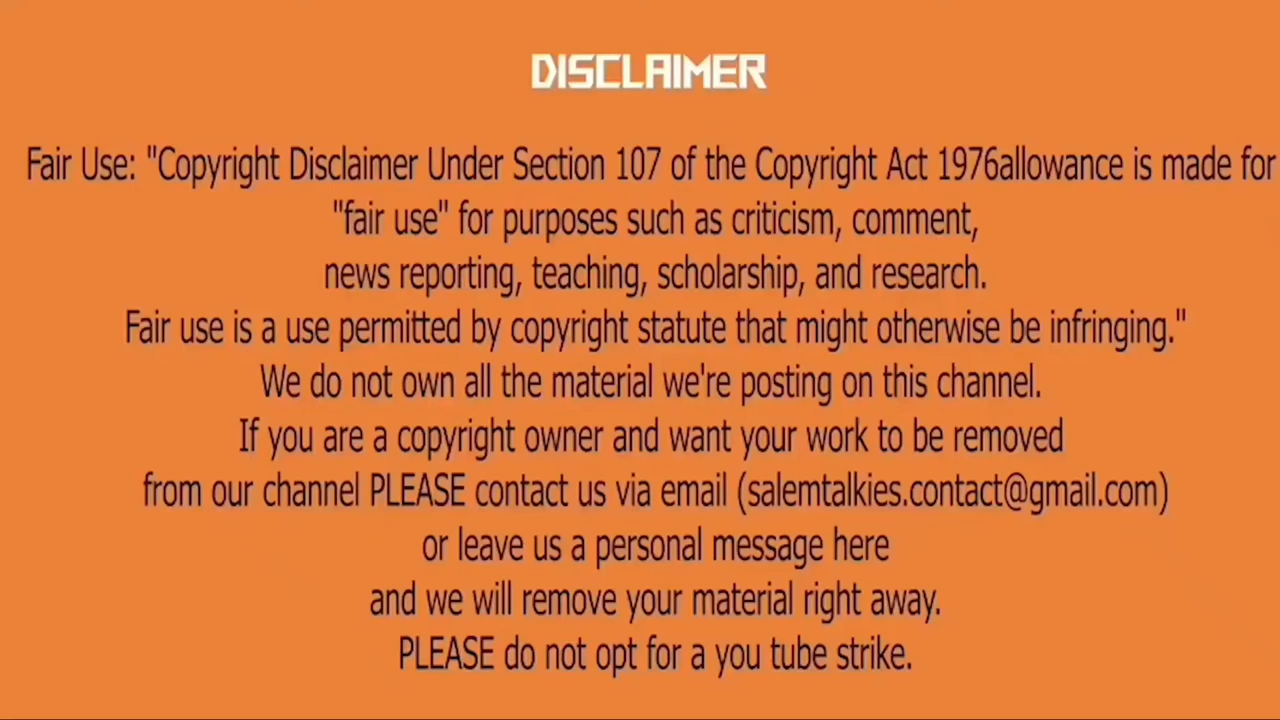 DISCLAIMER
Fair Use: "Copyright Disclaimer Under Section 107 of the Copyright Act 1976allowance is made for
"fair use" for purposes such as criticism, comment,
news reporting, teaching, scholarship, and research.
Fair use is a use permitted by copyright statute that might otherwise be infringing."
We do not own all the material we're posting on this channel.
If you are a copyright owner and want your work to be removed
from our channel PLEASE contact us via email (salemtalkies.contact@gmail.com)
or leave us a personal message here
and we will remove your material right away.
PLEASE do not opt for a you tube strike.